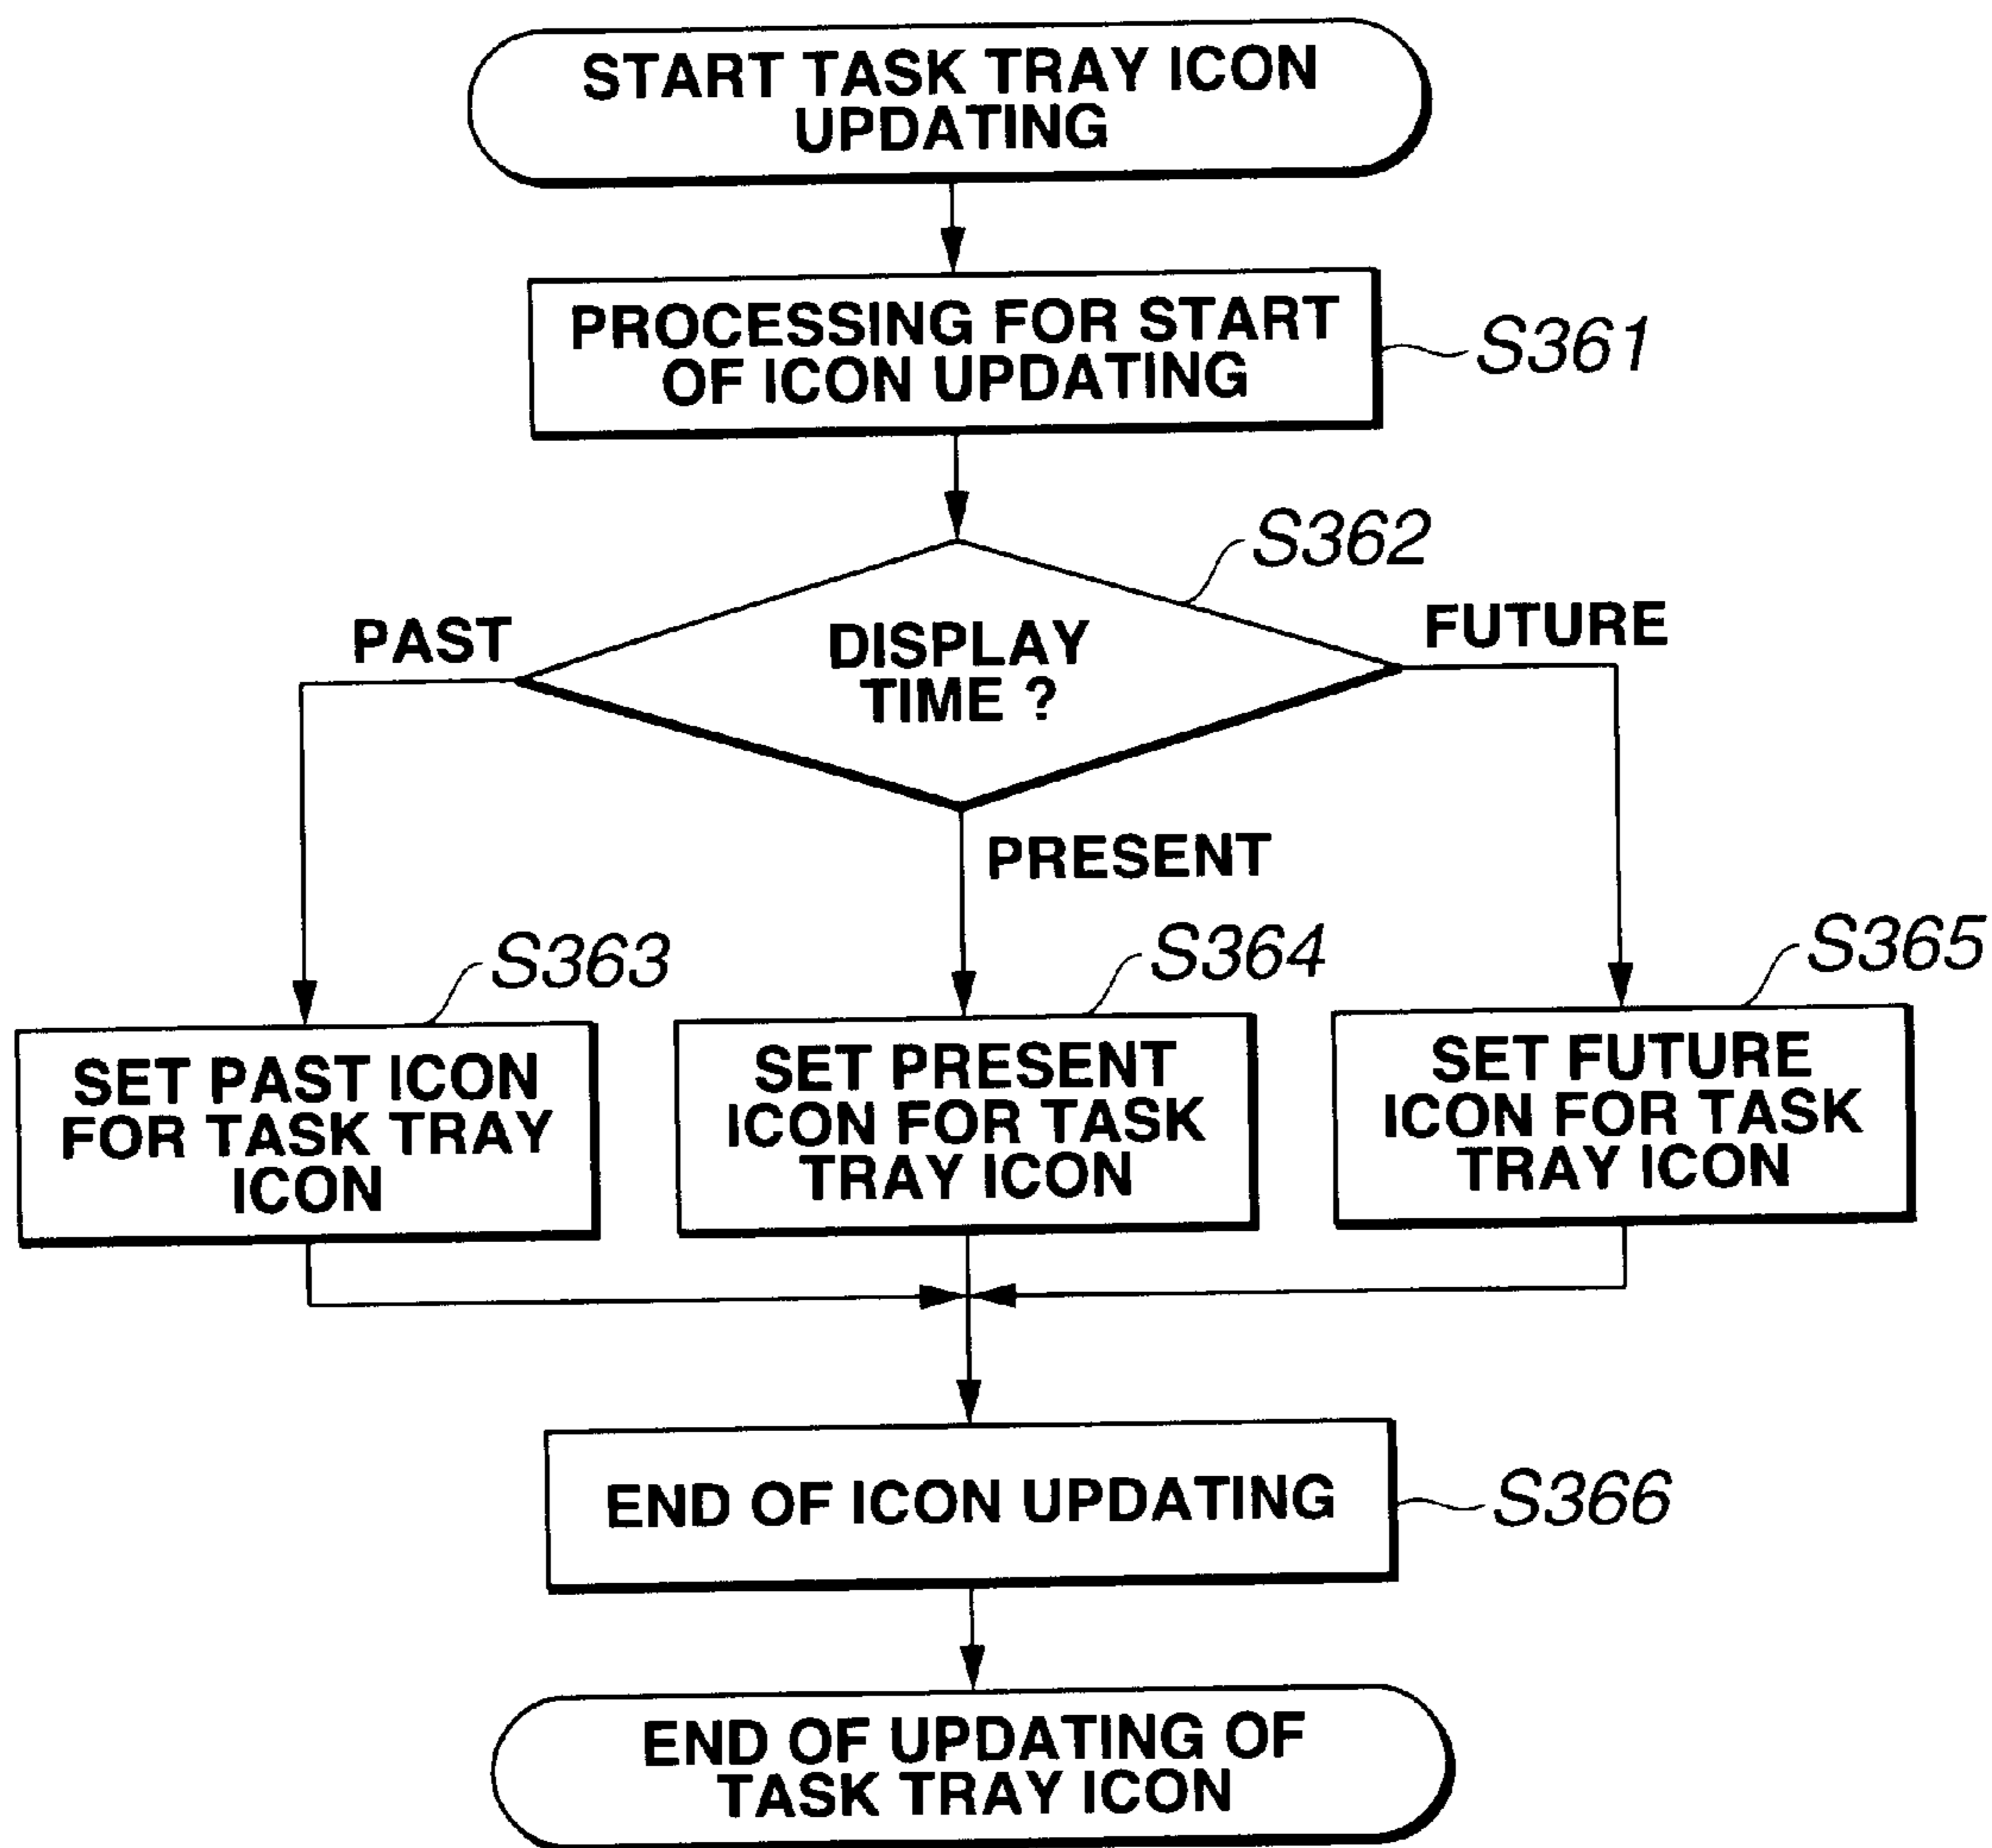 START TASK TRAY ICON
UPDATING
PROCESSING FOR START
OF ICON UPDATING
S361
S362
PAST
DISPLAY
TIME ?
FUTURE
PRESENT
S363
S364
S365
SET PAST ICON
FOR TASK TRAY
ICON
SET PRESENT
ICON FOR TASK
TRAY ICON
SET FUTURE
ICON FOR TASK
TRAY ICON
END OF ICON UPDATING
S366
END OF UPDATING OF
TASK TRAY ICON